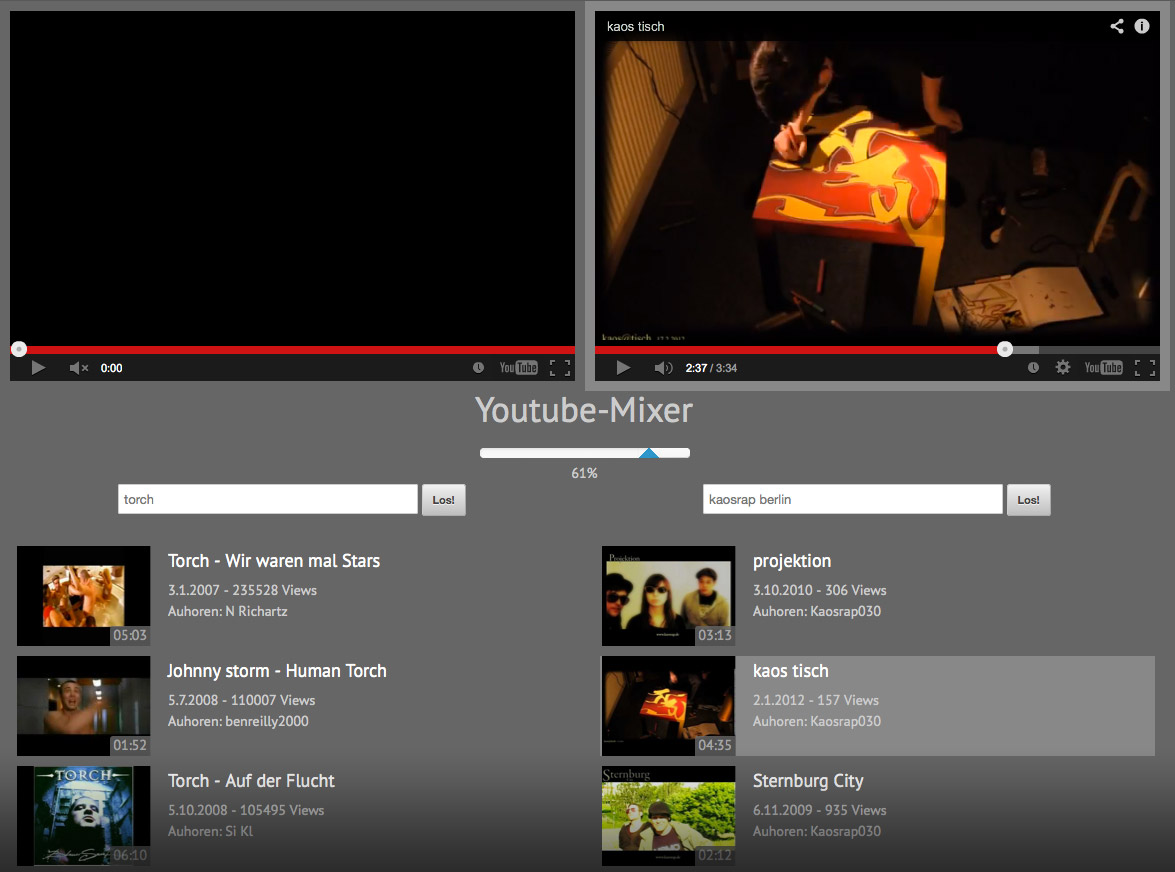 kaos tisch
kaos@tisch
0:00
YouTube
2:37 / 3:34
YouTube
Youtube-Mixer
61%
torch
Los!
kaosrap berlin
Los!
05:03
Torch - Wir waren mal Stars
3.1.2007 - 235528 Views
Auhoren: N Richartz
01:52
Johnny storm - Human Torch
5.7.2008 - 110007 Views
Auhoren: benreilly2000
TORCH
06:10
Torch - Auf der Flucht
5.10.2008 - 105495 Views
Auhoren: Si Kl
Projektion
03:13
projektion
3.10.2010 - 306 Views
Auhoren: Kaosrap030
04:35
kaos tisch
2.1.2012 - 157 Views
Auhoren: Kaosrap030
Sternburg
02:12
Sternburg City
6.11.2009 - 935 Views
Auhoren: Kaosrap030